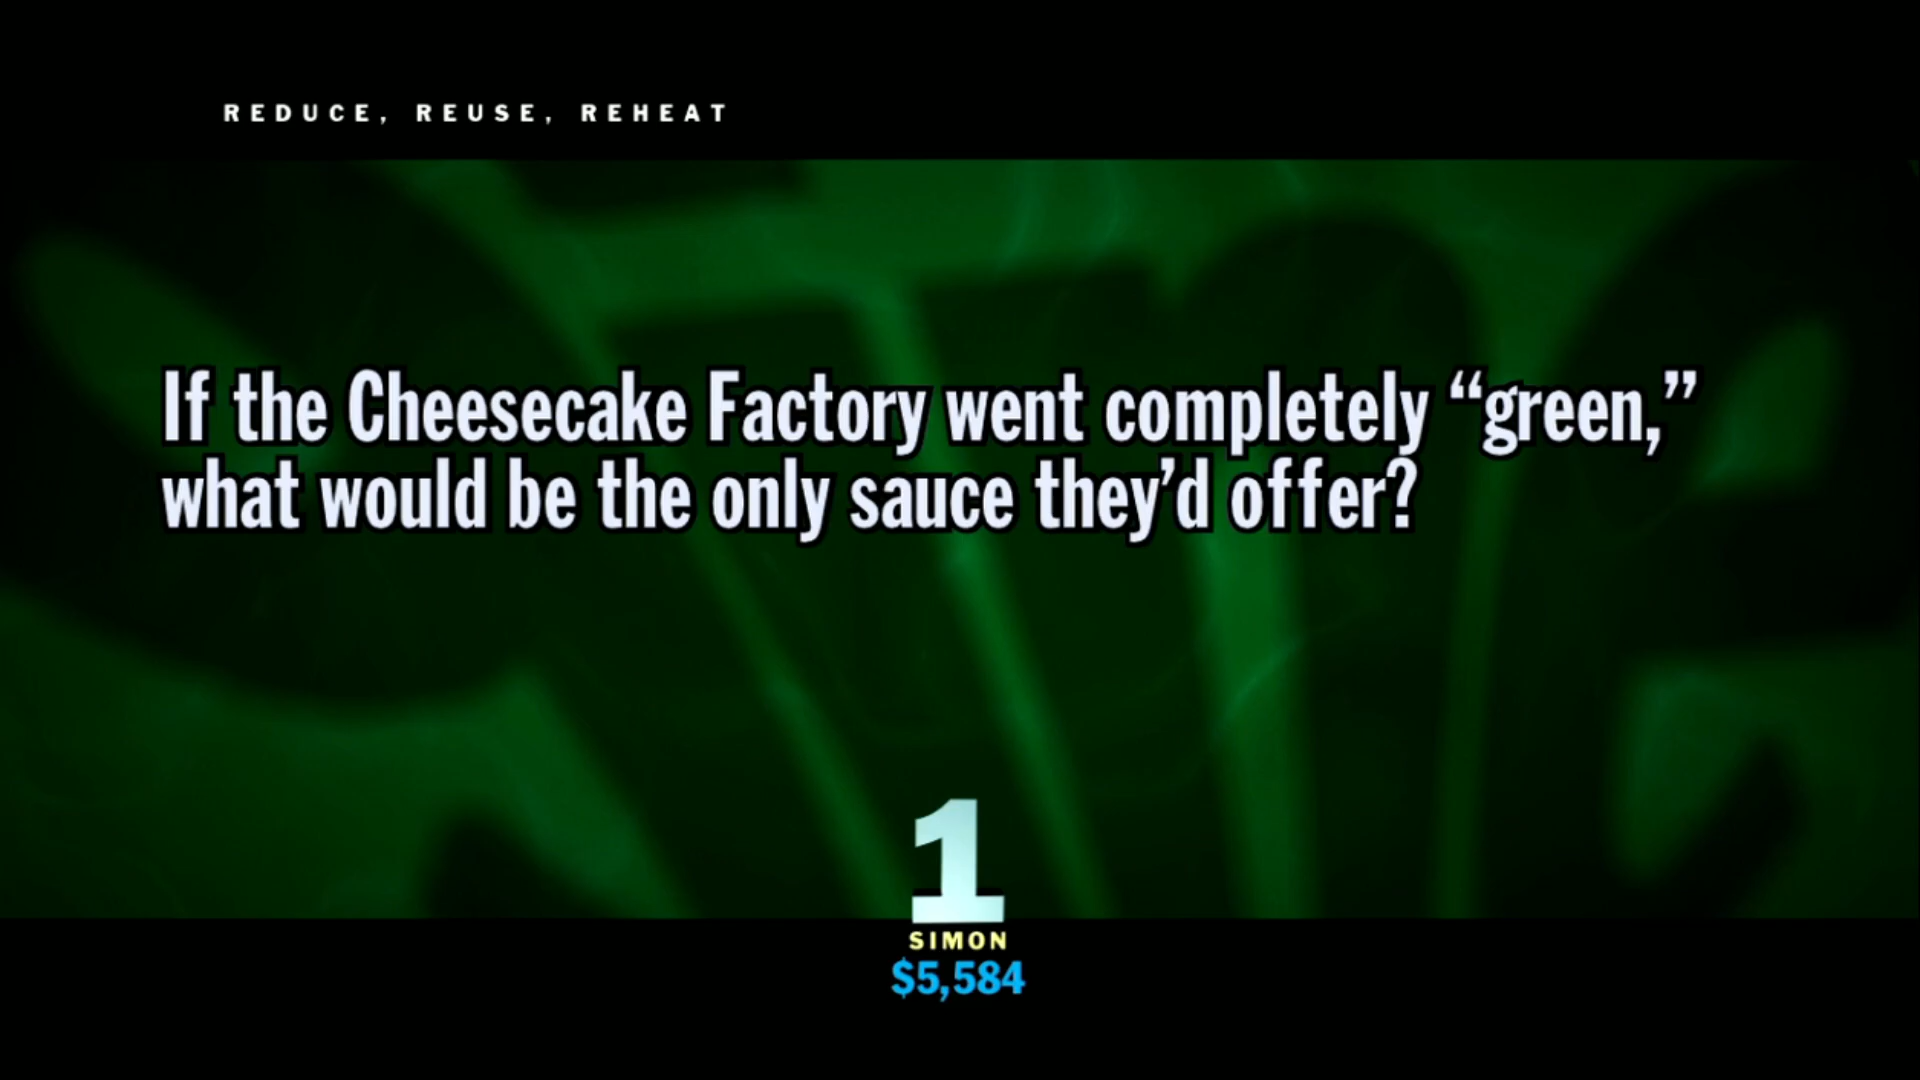 REDUCE, REUSE, REHEAT
If the Cheesecake Factory went completely “green,”
what would be the only sauce they’d offer?
1
SIMON
$5,584